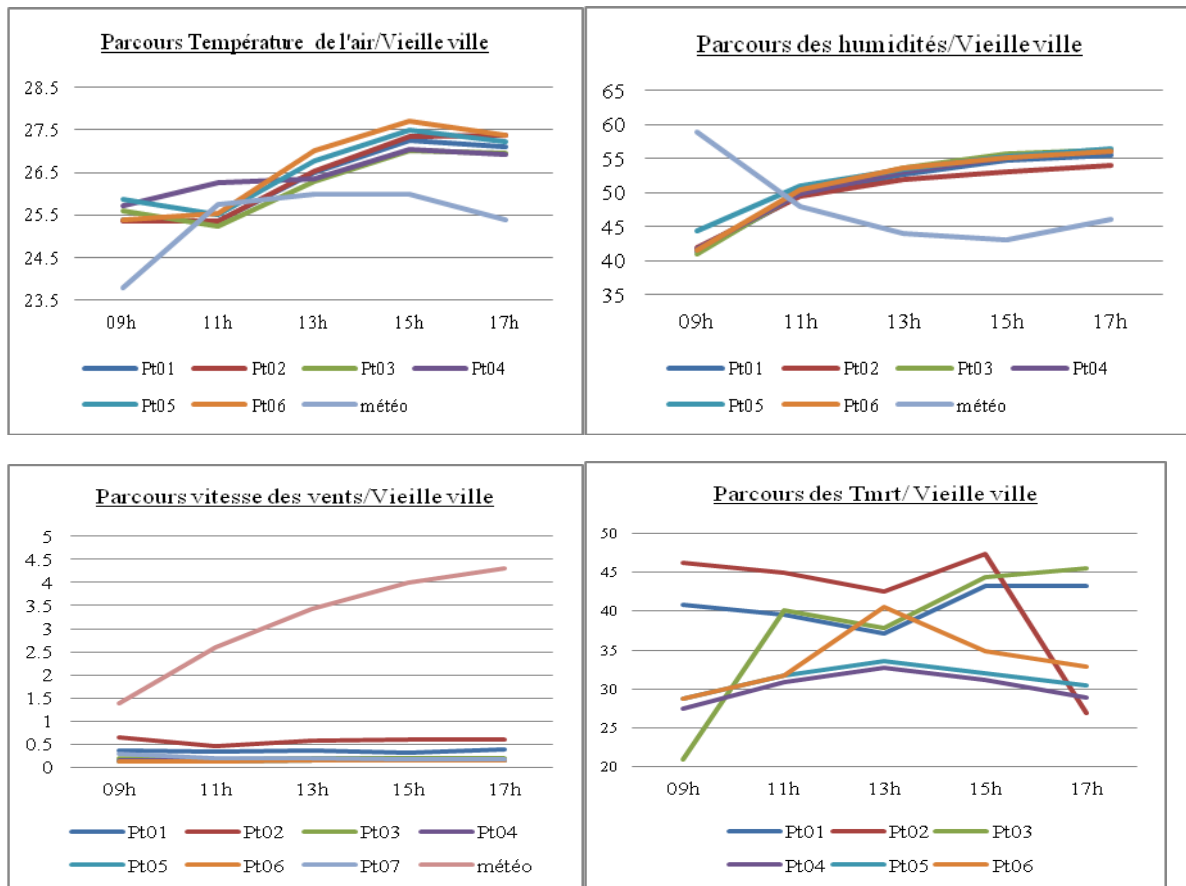 Parcours Température de l'air/Vieille ville
28.5
27.5
26.5
25.5
24.5
23.5
09h 11h 13h 15h 17h
Pt01 Pt02 Pt03 Pt04
Pt05 Pt06 météo
Parcours des humidités/Vieille ville
65
60
55
50
45
40
35
09h 11h 13h 15h 17h
Pt01 Pt02 Pt03 Pt04
Pt05 Pt06 météo
Parcours vitesse des vents/Vieille ville
5
4.5
4
3.5
3
2.5
2
1.5
1
0.5
0
09h 11h 13h 15h 17h
Pt01 Pt02 Pt03 Pt04
Pt05 Pt06 Pt07 météo
Parcours des Tmrt/ Vieille ville
50
45
40
35
30
25
20
09h 11h 13h 15h 17h
Pt01 Pt02 Pt03
Pt04 Pt05 Pt06